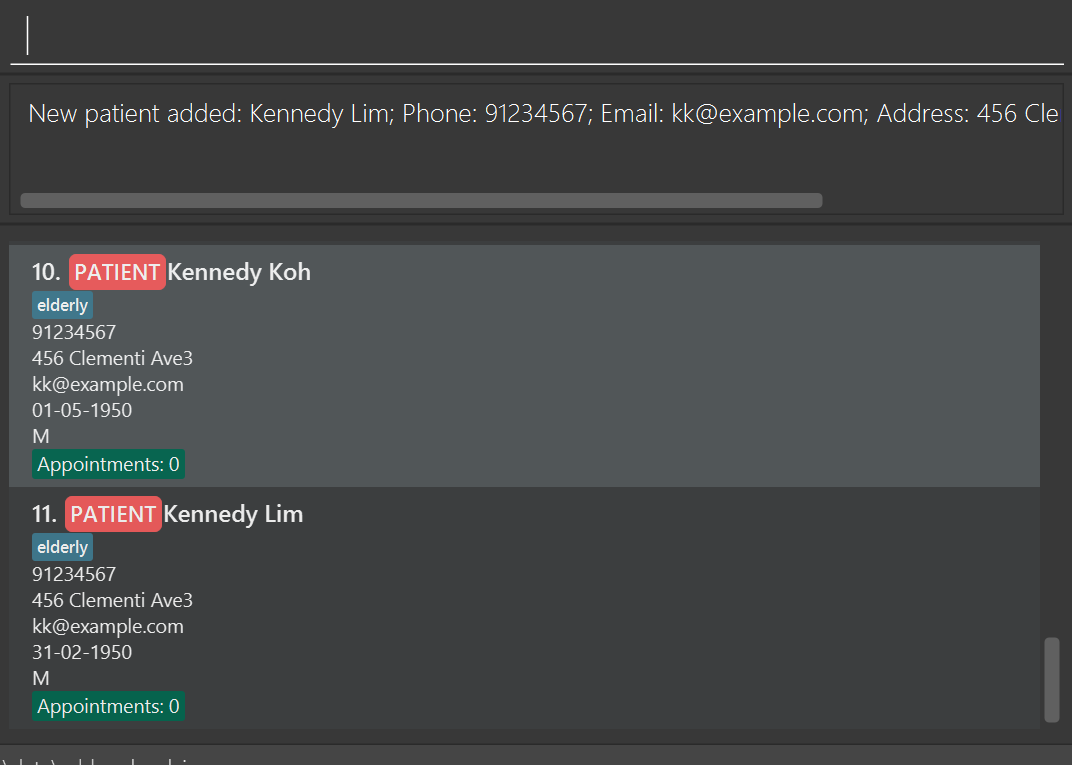 New patient added: Kennedy Lim; Phone: 91234567; Email: kk@example.com; Address: 456 Cle
10. PATIENT Kennedy Koh
elderly
91234567
456 Clementi Ave3
kk@example.com
01-05-1950
M
Appointments: 0
11. PATIENT Kennedy Lim
elderly
91234567
456 Clementi Ave3
kk@example.com
31-02-1950
M
Appointments: 0